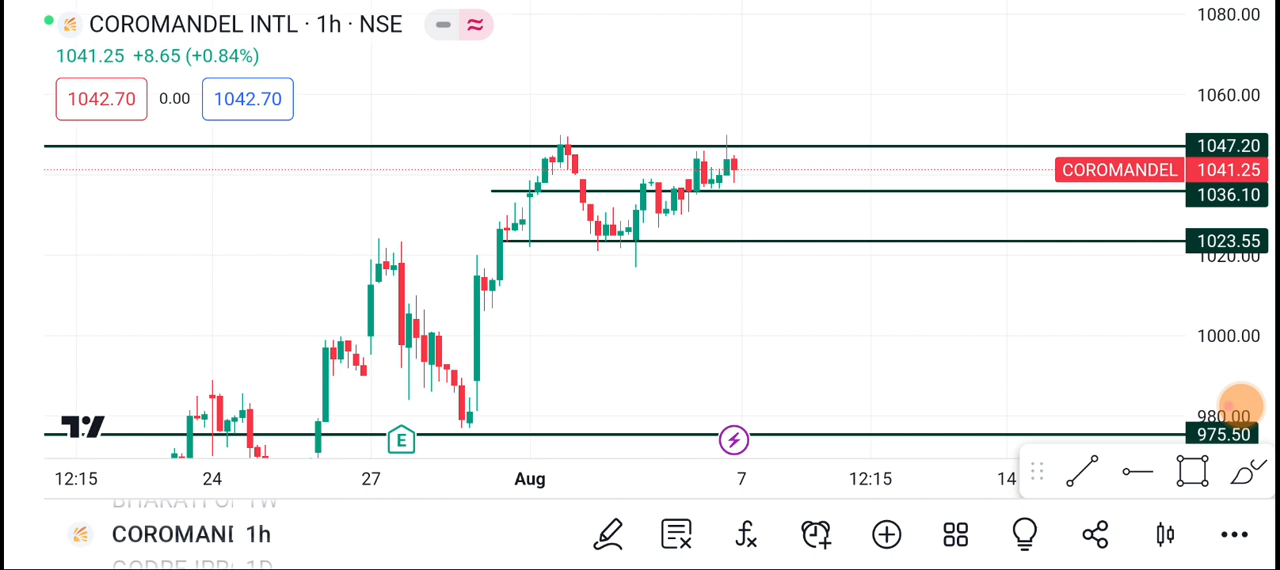 COROMANDEL INTL · 1h · NSE
1041.25 +8.65 (+0.84%)
1042.70 0.00 1042.70
1080.00
1060.00
1047.20
COROMANDEL 1041.25
1036.10
1023.55
1020.00
1000.00
980.00
975.50
E
12:15 24 27 Aug 7 12:15 14
COROMANI 1h